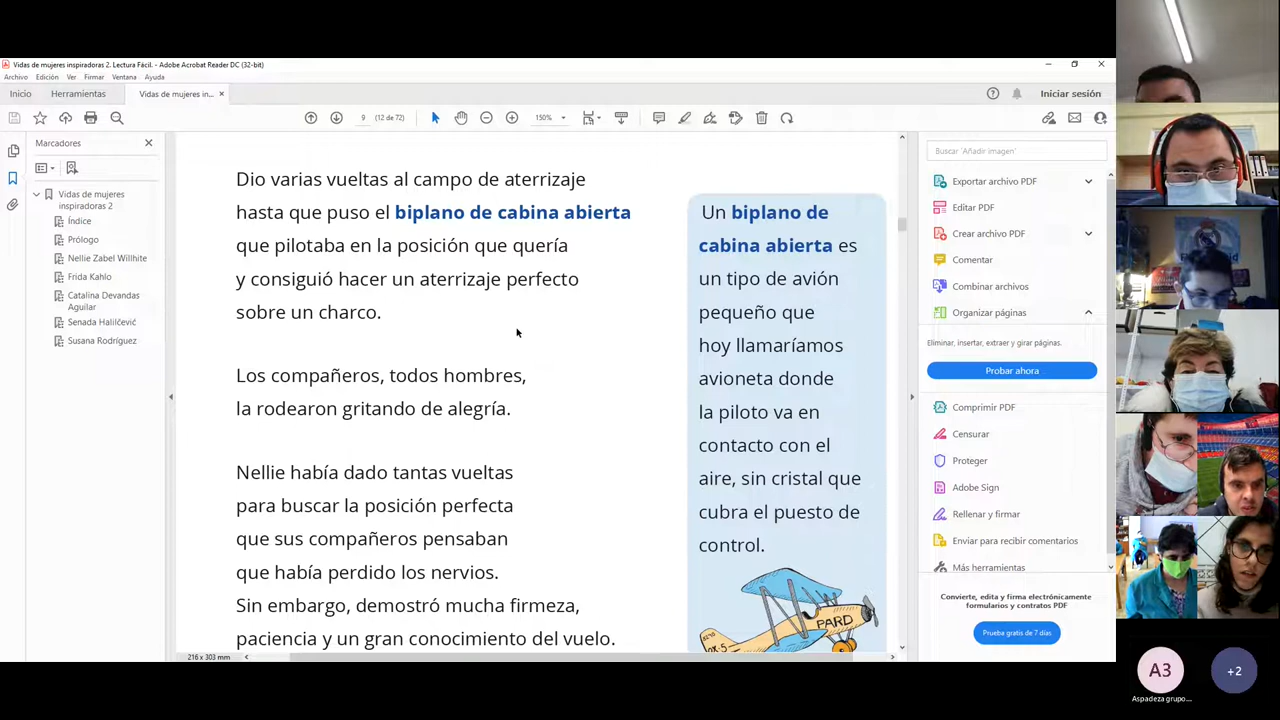 Vidas de mujeres inspiradoras 2. Lectura Fácil. - Adobe Acrobat Reader DC (32-bit)
Archivo Edición Ver Firmar Ventana Ayuda
Inicio Herramientas Vidas de mujeres in... × Iniciar sesión
9 (12 de 72) 150%
Marcadores
Vidas de mujeres
inspiradoras 2
Índice
Prólogo
Nellie Zabel Willhite
Frida Kahlo
Catalina Devandas
Aguilar
Senada Halilčević
Susana Rodríguez
Dio varias vueltas al campo de aterrizaje
hasta que puso el biplano de cabina abierta
que pilotaba en la posición que quería
y consiguió hacer un aterrizaje perfecto
sobre un charco.
Los compañeros, todos hombres,
la rodearon gritando de alegría.
Nellie había dado tantas vueltas
para buscar la posición perfecta
que sus compañeros pensaban
que había perdido los nervios.
Sin embargo, demostró mucha firmeza,
paciencia y un gran conocimiento del vuelo.
Un biplano de
cabina abierta es
un tipo de avión
pequeño que
hoy llamaríamos
avioneta donde
la piloto va en
contacto con el
aire, sin cristal que
cubra el puesto de
control.
PARD
216 x 303 mm
Buscar 'Añadir imagen'
Exportar archivo PDF
Editar PDF
Crear archivo PDF
Comentar
Combinar archivos
Organizar páginas
Eliminar, insertar, extraer y girar páginas.
Probar ahora
Comprimir PDF
Censurar
Proteger
Adobe Sign
Rellenar y firmar
Enviar para recibir comentarios
Más herramientas
Convierte, edita y firma electrónicamente
formularios y contratos PDF
Prueba gratis de 7 días
A3
Aspadeza grupo...
+2